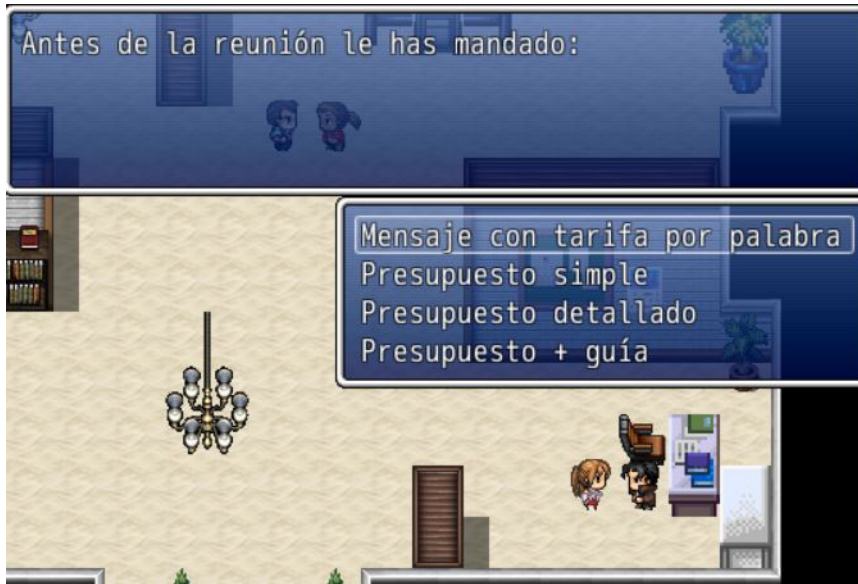 Antes de la reunión le has mandado:
Mensaje con tarifa por palabra
Presupuesto simple
Presupuesto detallado
Presupuesto + guía